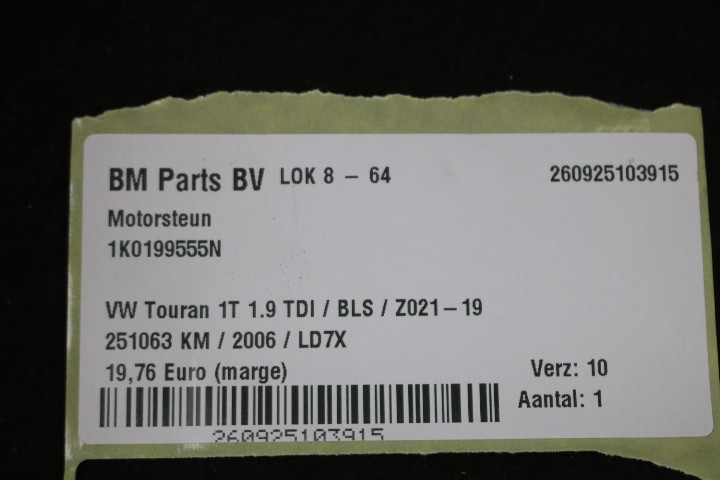 BM Parts BV LOK 8 - 64 260925103915
Motorsteun
1K0199555N
VW Touran 1T 1.9 TDI / BLS / Z021-19
251063 KM / 2006 / LD7X
19,76 Euro (marge) Verz: 10
Aantal: 1
260925103915